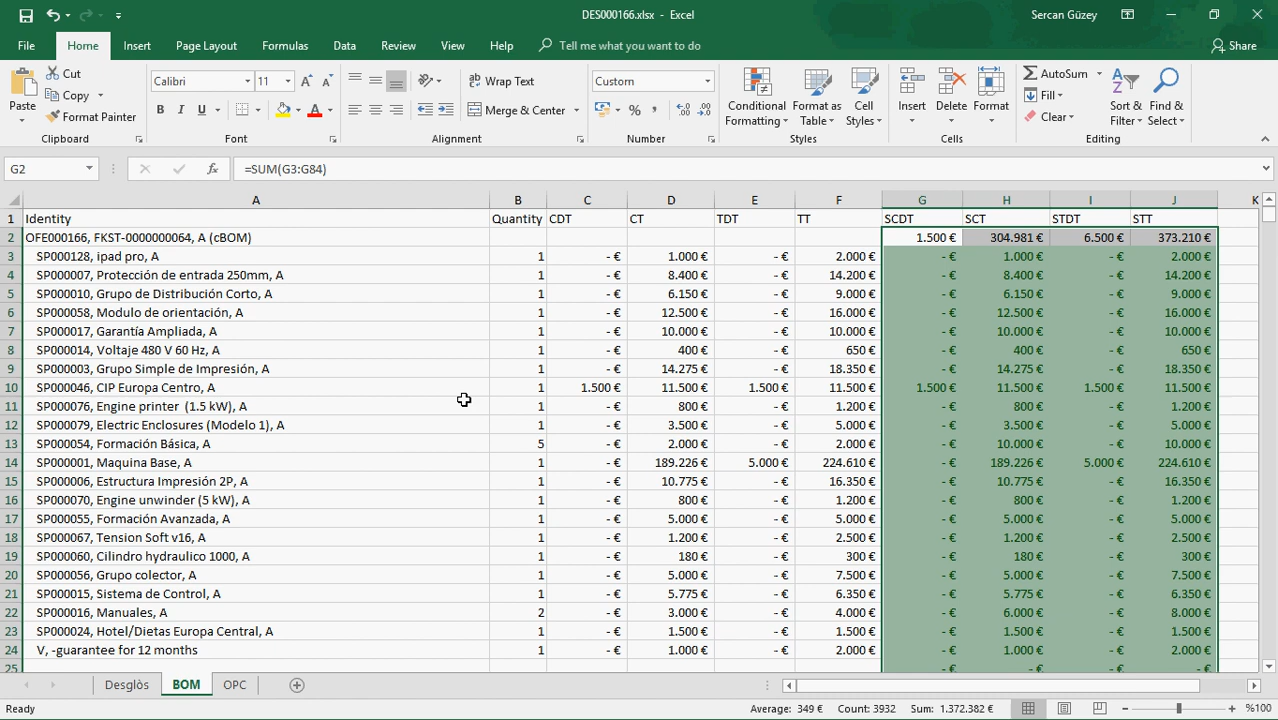 DES000166.xlsx - Excel
Sercan Güzey
File Home Insert Page Layout Formulas Data Review View Help Tell me what you want to do Share
Paste
Cut
Copy
Format Painter
Clipboard
Calibri 11
B I U A
Font
Wrap Text
Merge & Center
Alignment
Custom
%
Number
Conditional Formatting
Format as Table
Cell Styles
Styles
Insert
Delete
Format
Cells
AutoSum
Fill
Clear
Sort & Filter
Find & Select
Editing
G2 fx =SUM(G3:G84)
A B C D E F G H I J K
1 Identity Quantity CDT CT TDT TT SCDT SCT STDT STT
2 OFE000166, FKST-0000000064, A (cBOM) 1.500 € 304.981 € 6.500 € 373.210 €
3 SP000128, ipad pro, A 1 - € 1.000 € - € 2.000 € - € 1.000 € - € 2.000 €
4 SP000007, Protección de entrada 250mm, A 1 - € 8.400 € - € 14.200 € - € 8.400 € - € 14.200 €
5 SP000010, Grupo de Distribución Corto, A 1 - € 6.150 € - € 9.000 € - € 6.150 € - € 9.000 €
6 SP000058, Modulo de orientación, A 1 - € 12.500 € - € 16.000 € - € 12.500 € - € 16.000 €
7 SP000017, Garantía Ampliada, A 1 - € 10.000 € - € 10.000 € - € 10.000 € - € 10.000 €
8 SP000014, Voltaje 480 V 60 Hz, A 1 - € 400 € - € 650 € - € 400 € - € 650 €
9 SP000003, Grupo Simple de Impresión, A 1 - € 14.275 € - € 18.350 € - € 14.275 € - € 18.350 €
10 SP000046, CIP Europa Centro, A 1 1.500 € 11.500 € 1.500 € 11.500 € 1.500 € 11.500 € 1.500 € 11.500 €
11 SP000076, Engine printer (1.5 kW), A 1 - € 800 € - € 1.200 € - € 800 € - € 1.200 €
12 SP000079, Electric Enclosures (Modelo 1), A 1 - € 3.500 € - € 5.000 € - € 3.500 € - € 5.000 €
13 SP000054, Formación Básica, A 5 - € 2.000 € - € 2.000 € - € 10.000 € - € 10.000 €
14 SP000001, Maquina Base, A 1 - € 189.226 € 5.000 € 224.610 € - € 189.226 € 5.000 € 224.610 €
15 SP000006, Estructura Impresión 2P, A 1 - € 10.775 € - € 16.350 € - € 10.775 € - € 16.350 €
16 SP000070, Engine unwinder (5 kW), A 1 - € 800 € - € 1.200 € - € 800 € - € 1.200 €
17 SP000055, Formación Avanzada, A 1 - € 5.000 € - € 5.000 € - € 5.000 € - € 5.000 €
18 SP000067, Tension Soft v16, A 1 - € 1.200 € - € 2.500 € - € 1.200 € - € 2.500 €
19 SP000060, Cilindro hydraulico 1000, A 1 - € 180 € - € 300 € - € 180 € - € 300 €
20 SP000056, Grupo colector, A 1 - € 5.000 € - € 7.500 € - € 5.000 € - € 7.500 €
21 SP000015, Sistema de Control, A 1 - € 5.775 € - € 6.350 € - € 5.775 € - € 6.350 €
22 SP000016, Manuales, A 2 - € 3.000 € - € 4.000 € - € 6.000 € - € 8.000 €
23 SP000024, Hotel/Dietas Europa Central, A 1 - € 1.500 € - € 1.500 € - € 1.500 € - € 1.500 €
24 V, -guarantee for 12 months 1 - € 1.000 € - € 2.000 € - € 1.000 € - € 2.000 €
25 - € - € - € - €
Desglòs BOM OPC
Ready Average: 349 € Count: 3932 Sum: 1.372.382 € %100